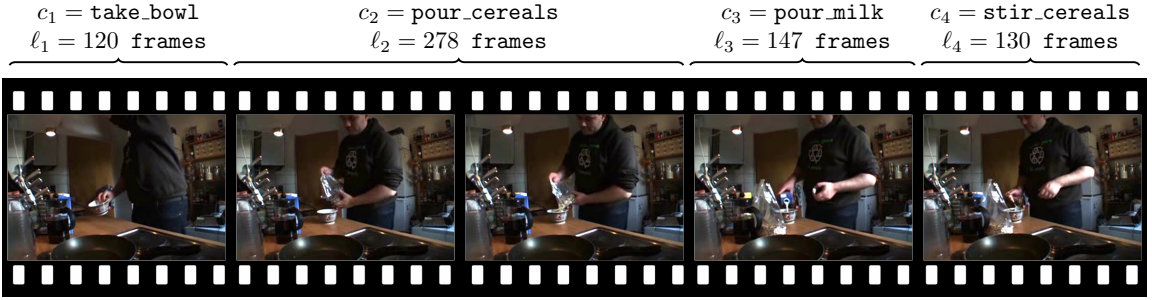 c₁ = take_bowl
ℓ₁ = 120 frames
c₂ = pour_cereals
ℓ₂ = 278 frames
c₃ = pour_milk
ℓ₃ = 147 frames
c₄ = stir_cereals
ℓ₄ = 130 frames